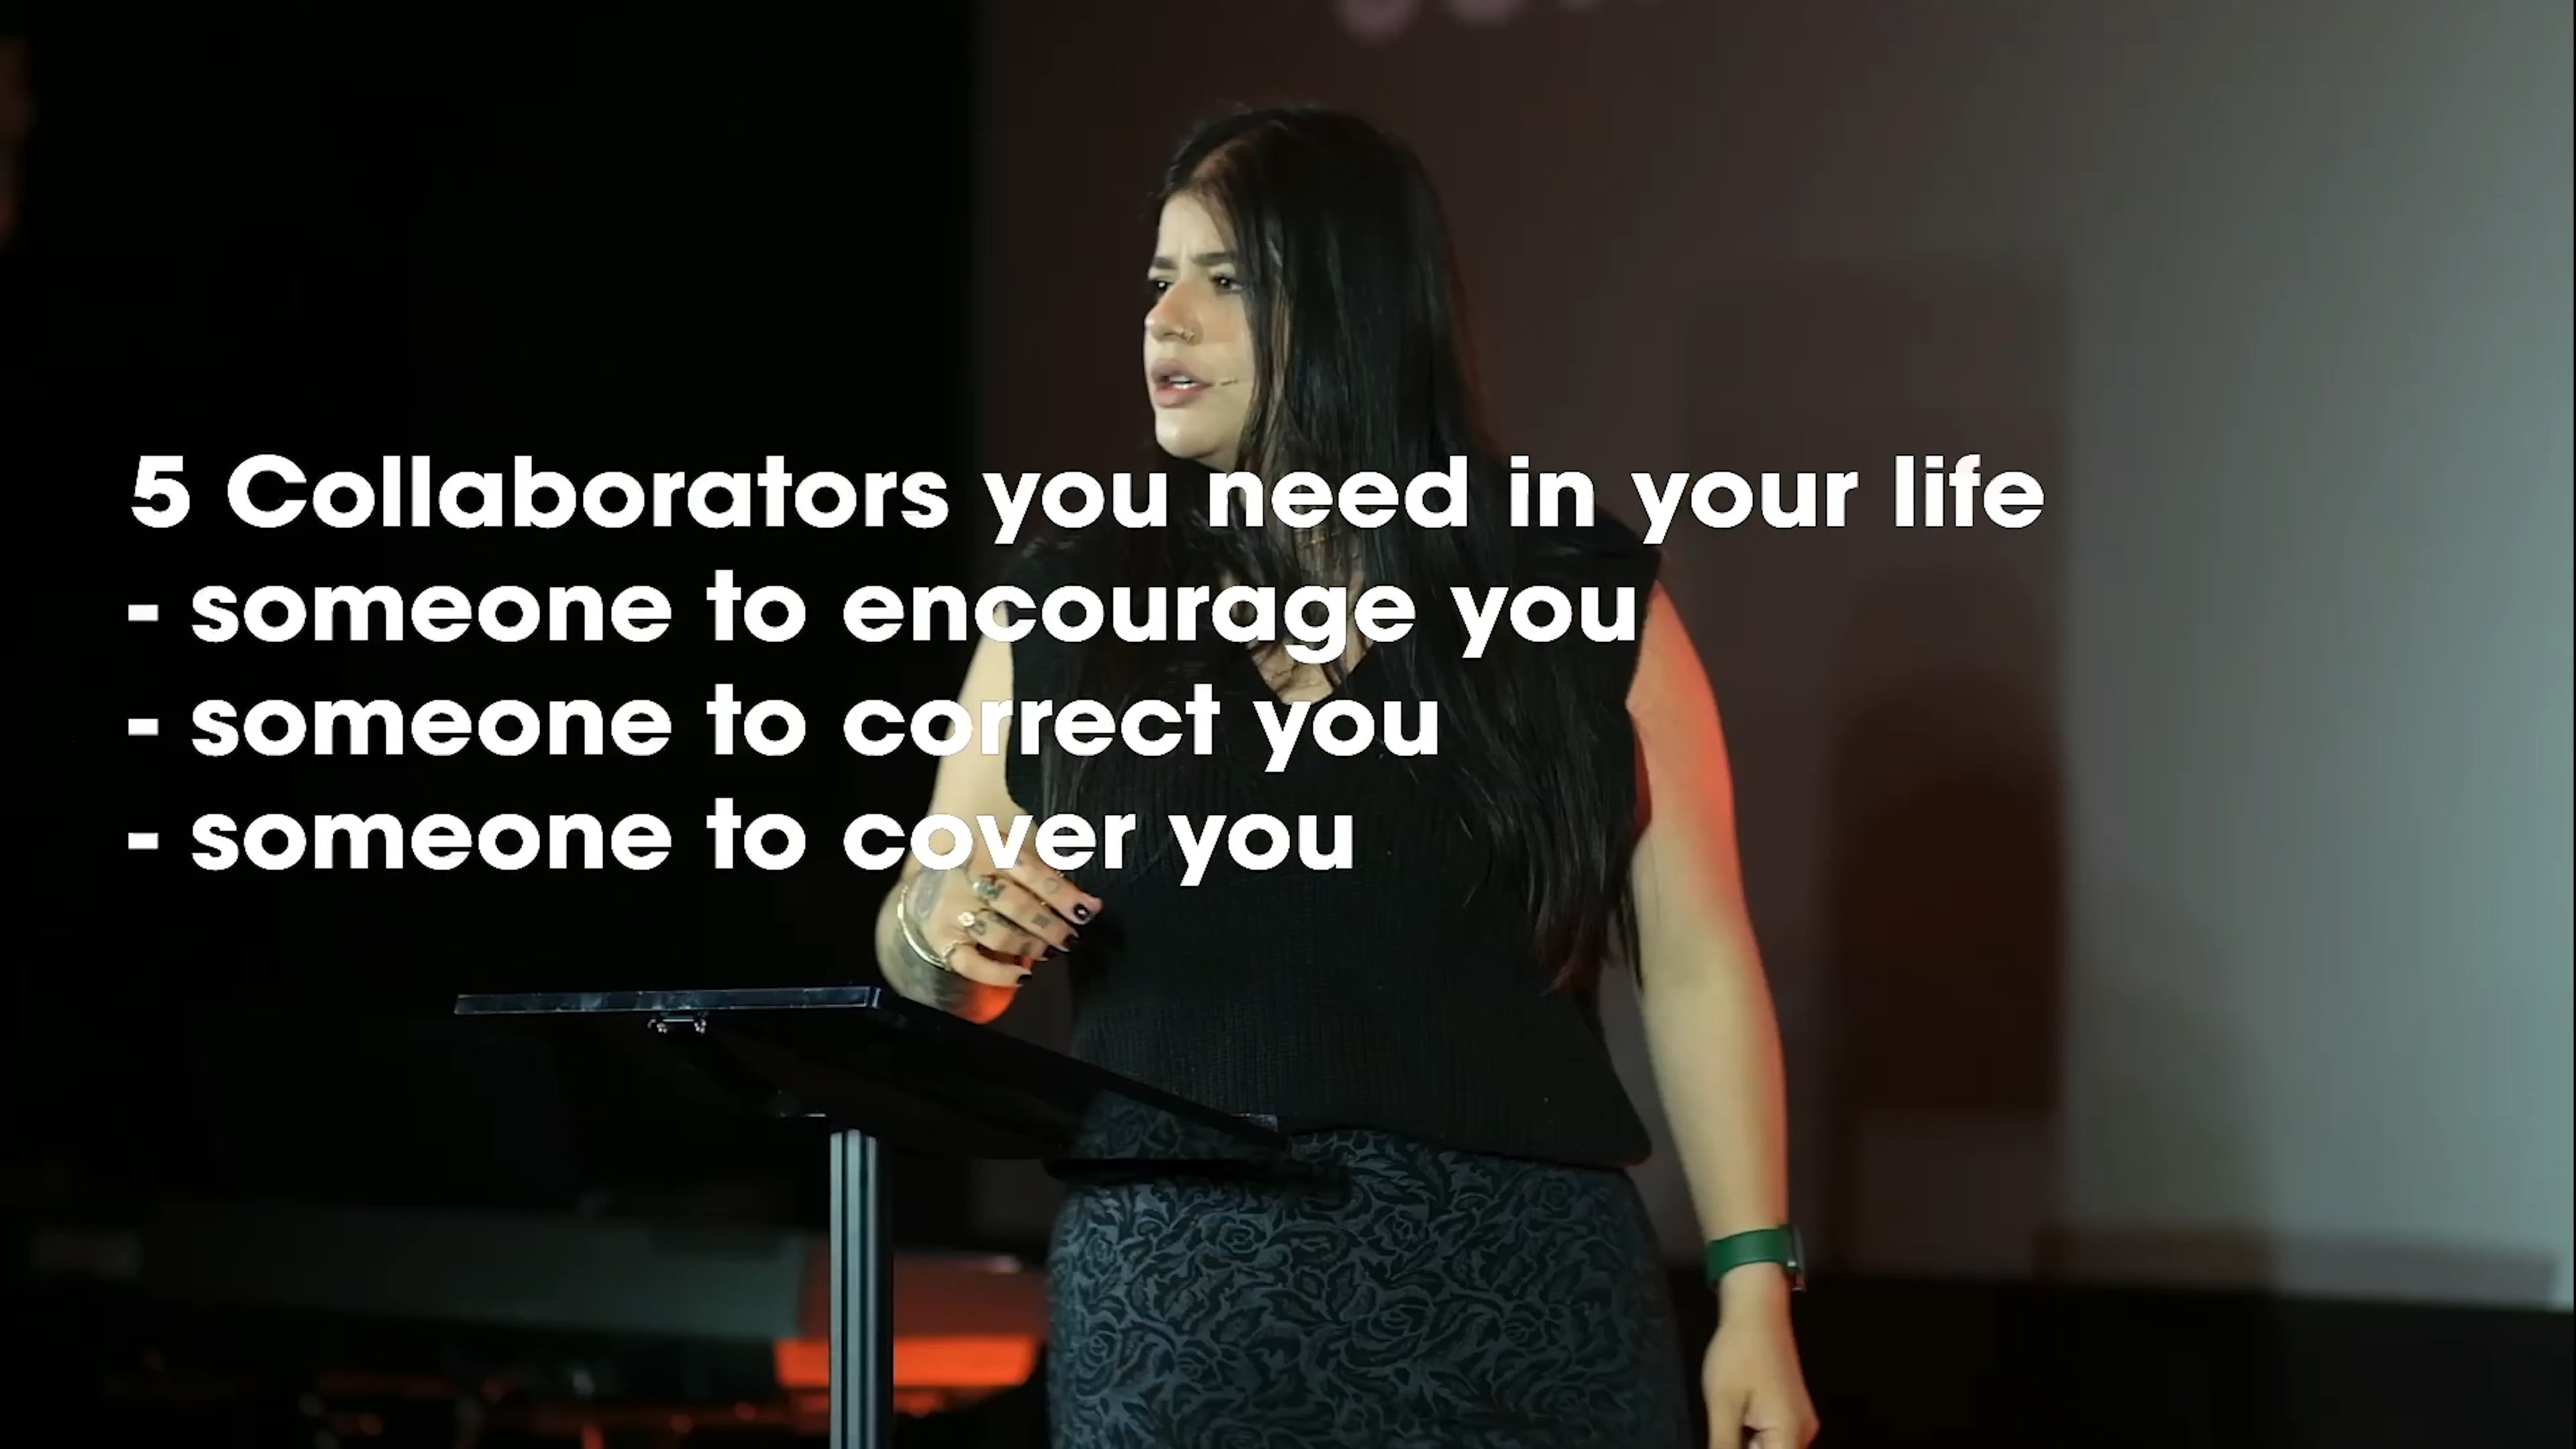 5 Collaborators you need in your life
- someone to encourage you
- someone to correct you
- someone to cover you